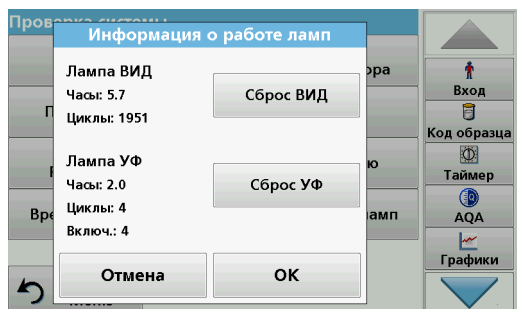 Проверка системы
Информация о работе ламп
Лампа ВИД
Часы: 5.7
Циклы: 1951
Сброс ВИД
Лампа УФ
Часы: 2.0
Циклы: 4
Включ.: 4
Сброс УФ
Отмена
OK
Вход
Код образца
Таймер
AQA
Графики